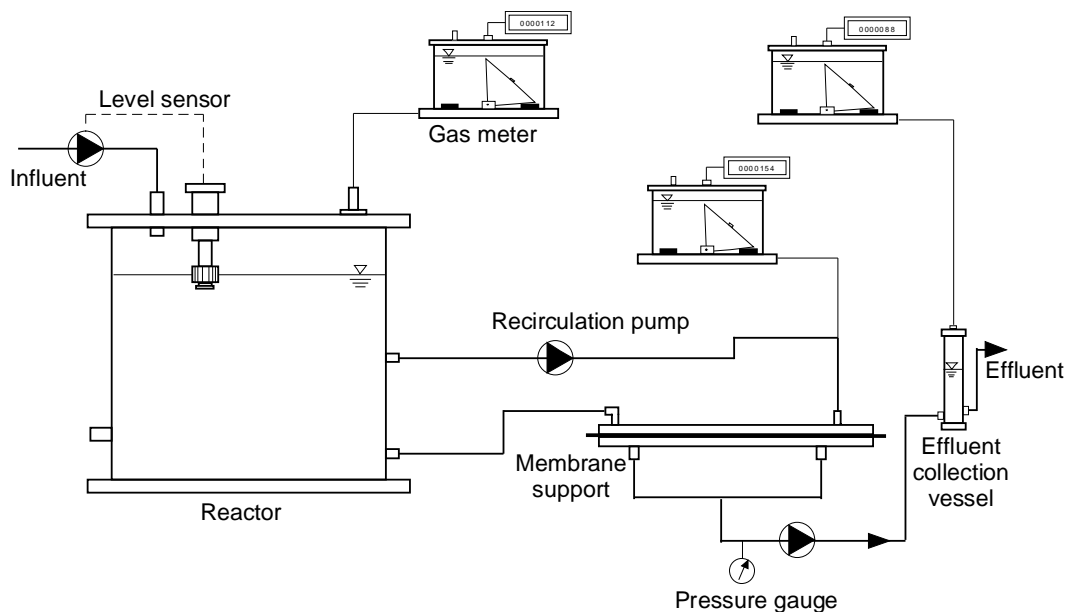 0000112
0000088
Level sensor
Gas meter
Influent
0000154
Recirculation pump
Effluent
Membrane
support
Effluent
collection
vessel
Reactor
Pressure gauge